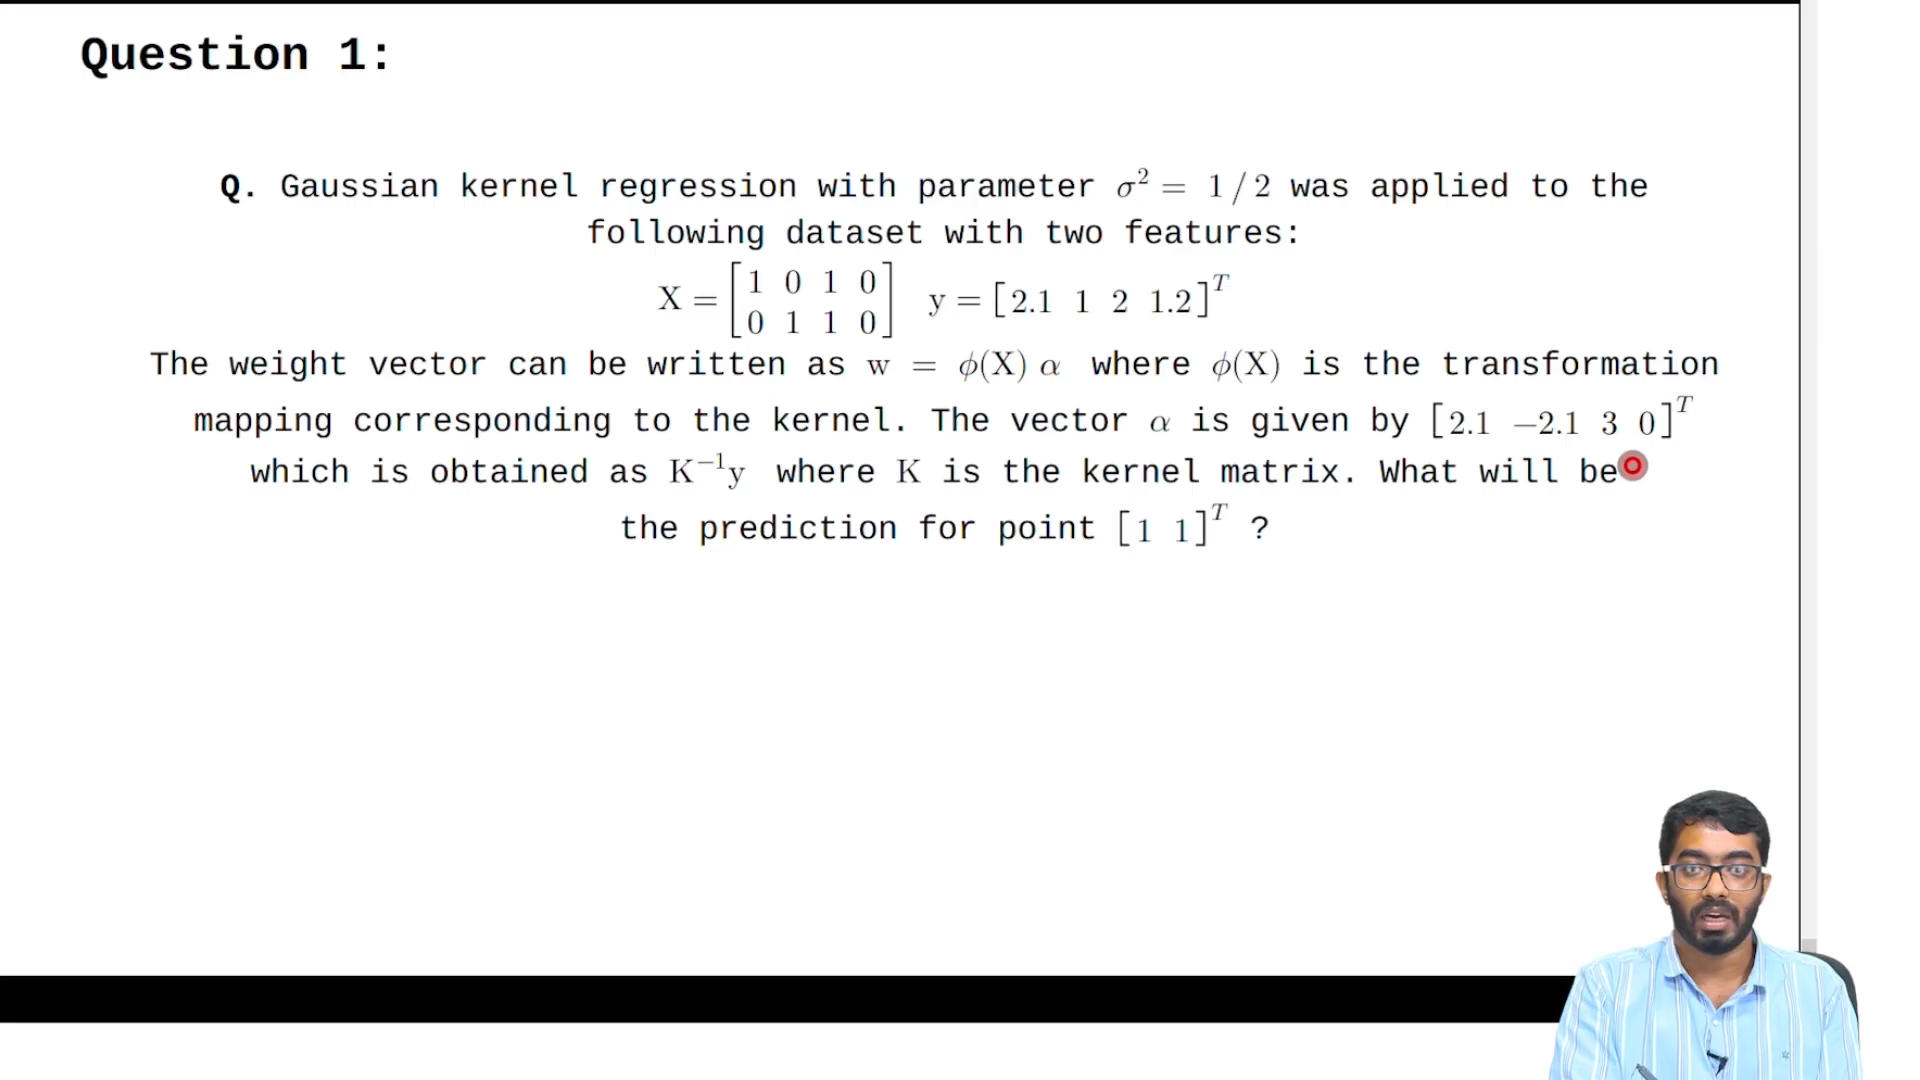 Question 1:
Q. Gaussian kernel regression with parameter σ² = 1/2 was applied to the
following dataset with two features:
X = [1 0 1 0; 0 1 1 0] y = [2.1 1 2 1.2]ᵀ
The weight vector can be written as w = ϕ(X) α where ϕ(X) is the transformation
mapping corresponding to the kernel. The vector α is given by [2.1 −2.1 3 0]ᵀ
which is obtained as K⁻¹y where K is the kernel matrix. What will be
the prediction for point [1 1]ᵀ ?